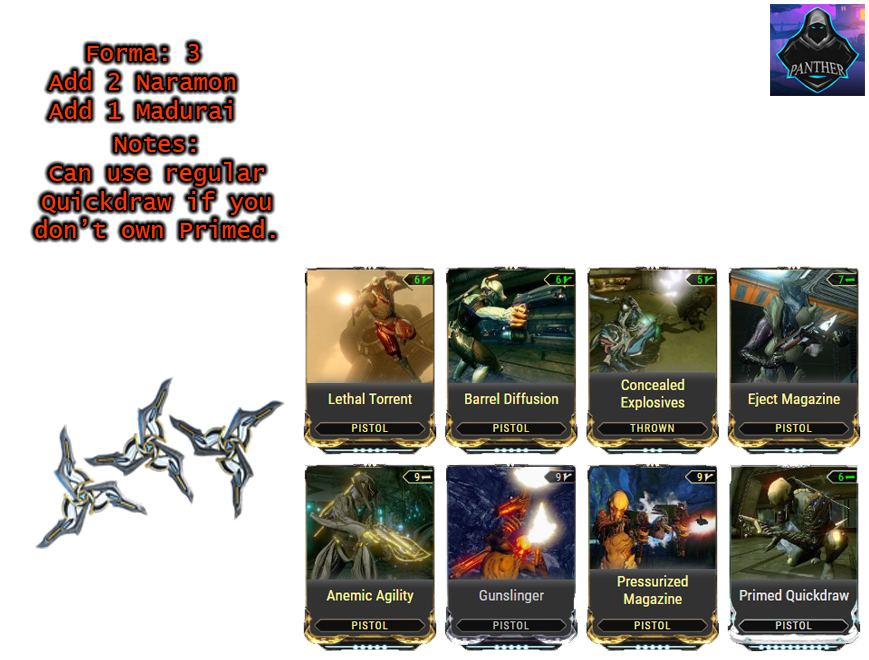 Forma: 3
Add 2 Naramon
Add 1 Madurai
Notes:
Can use regular
Quickdraw if you
don't own Primed.
PANTHER
6
Lethal Torrent
PISTOL
6
Barrel Diffusion
PISTOL
5
Concealed
Explosives
THROWN
7
Eject Magazine
PISTOL
9
Anemic Agility
PISTOL
9
Gunslinger
PISTOL
9
Pressurized
Magazine
PISTOL
6
Primed Quickdraw
PISTOL